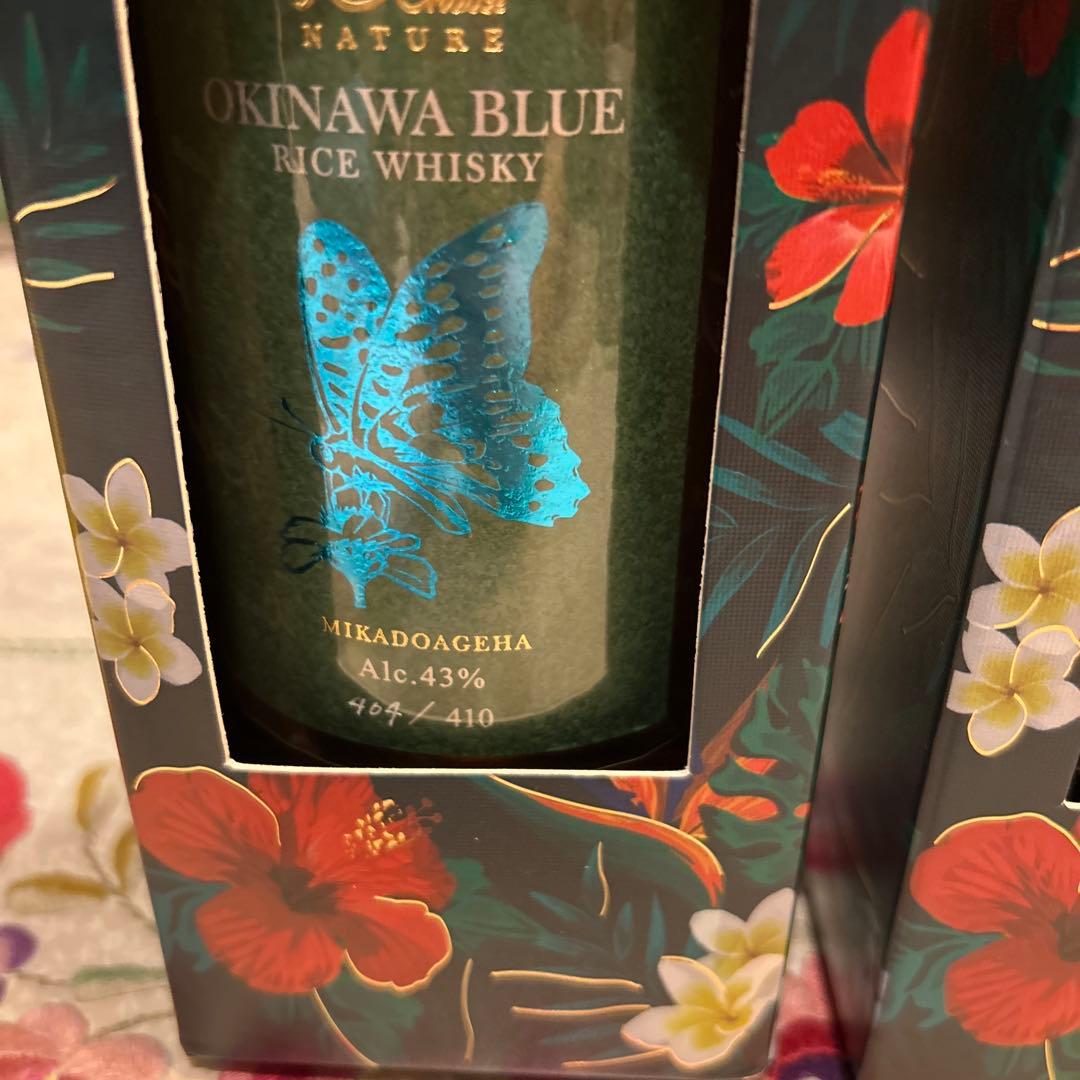 NATURE
OKINAWA BLUE
RICE WHISKY
MIKADOAGEHA
Alc.43%
404 / 410